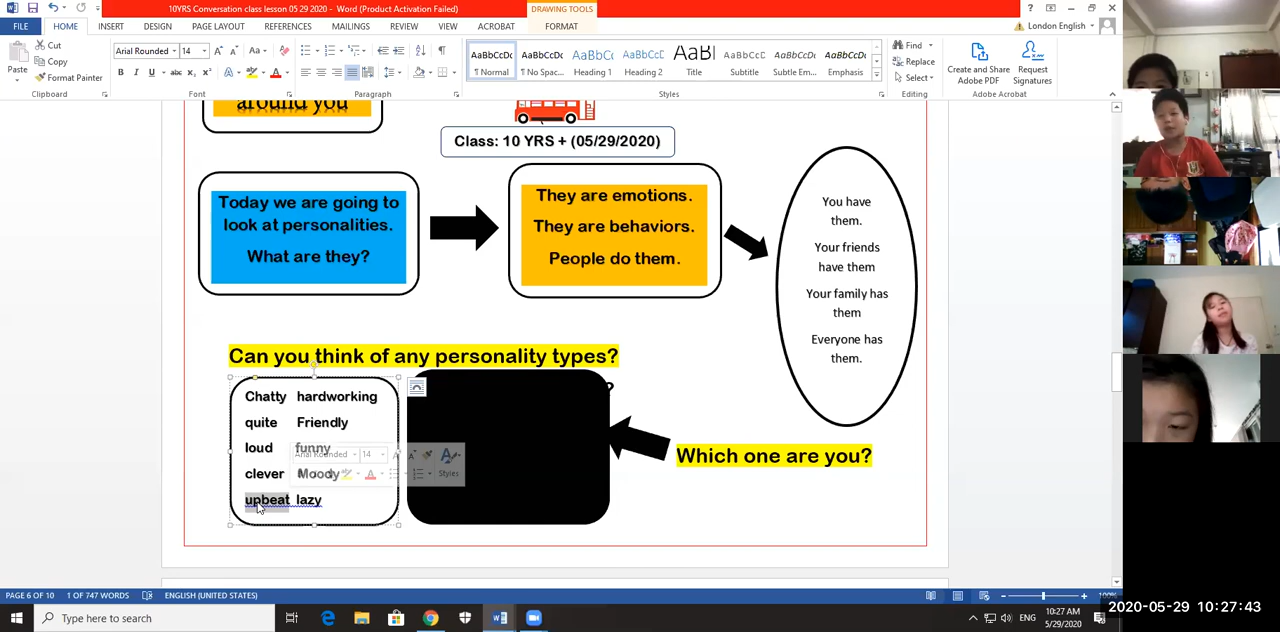 10YRS Conversation class lesson 05 29 2020 - Word (Product Activation Failed)
DRAWING TOOLS
FILE HOME INSERT DESIGN PAGE LAYOUT REFERENCES MAILINGS REVIEW VIEW ACROBAT FORMAT
London English
Paste
Cut
Copy
Format Painter
Clipboard
Arial Rounded 14
Font
Paragraph
AaBbCcDc AaBbCcDc AaBbCc AaBbCcD AaBl AaBbCcD AaBbCcDc AaBbCcDc
¶ Normal ¶ No Spac... Heading 1 Heading 2 Title Subtitle Subtle Em... Emphasis
Styles
Find
Replace
Select
Editing
Create and Share Adobe PDF
Request Signatures
Adobe Acrobat
around you
Class: 10 YRS + (05/29/2020)
Today we are going to
look at personalities.
What are they?
They are emotions.
They are behaviors.
People do them.
You have
them.
Your friends
have them
Your family has
them
Everyone has
them.
Can you think of any personality types?
?
Chatty hardworking
quite Friendly
loud funny
clever Moody
upbeat lazy
Arial Rounded 14
Styles
Which one are you?
PAGE 6 OF 10 1 OF 747 WORDS ENGLISH (UNITED STATES)
100%
Type here to search
ENG
10:27 AM
5/29/2020
2020-05-29 10:27:43